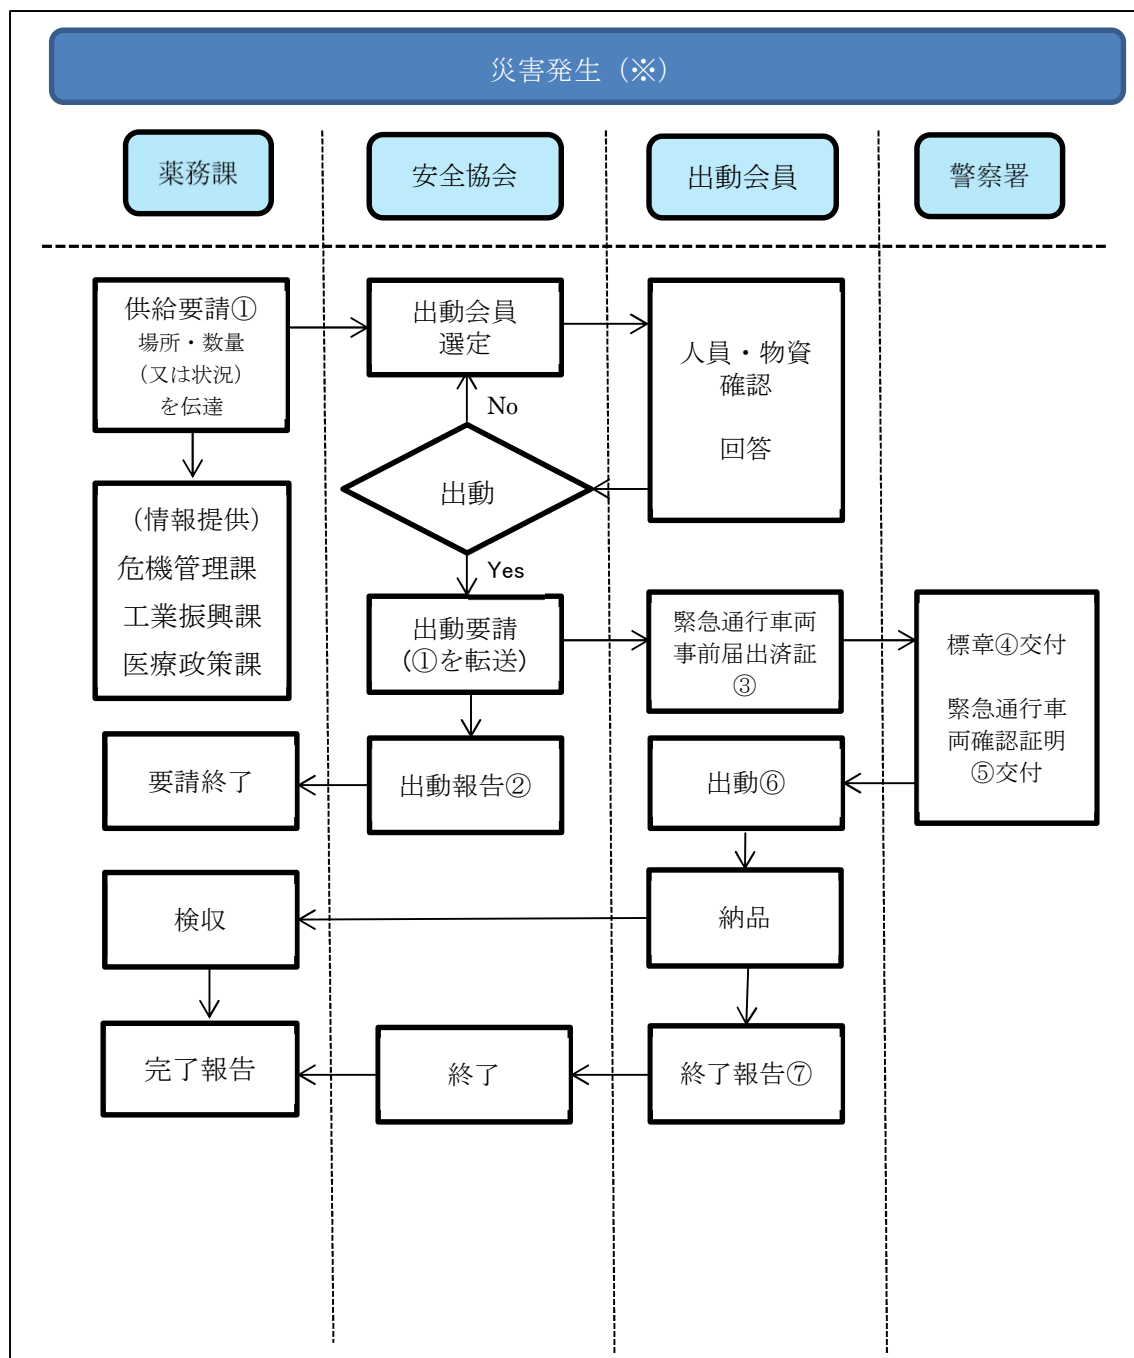 災害発生（※）
薬務課
安全協会
出動会員
警察署
供給要請①
場所・数量
（又は状況）
を伝達
出動会員
選定
人員・物資
確認
回答
No
出動
Yes
（情報提供）
危機管理課
工業振興課
医療政策課
出動要請
（①を転送）
緊急通行車両
事前届出済証
③
標章④交付
緊急通行車
両確認証明
⑤交付
要請終了
出動報告②
出動⑥
検収
納品
完了報告
終了
終了報告⑦